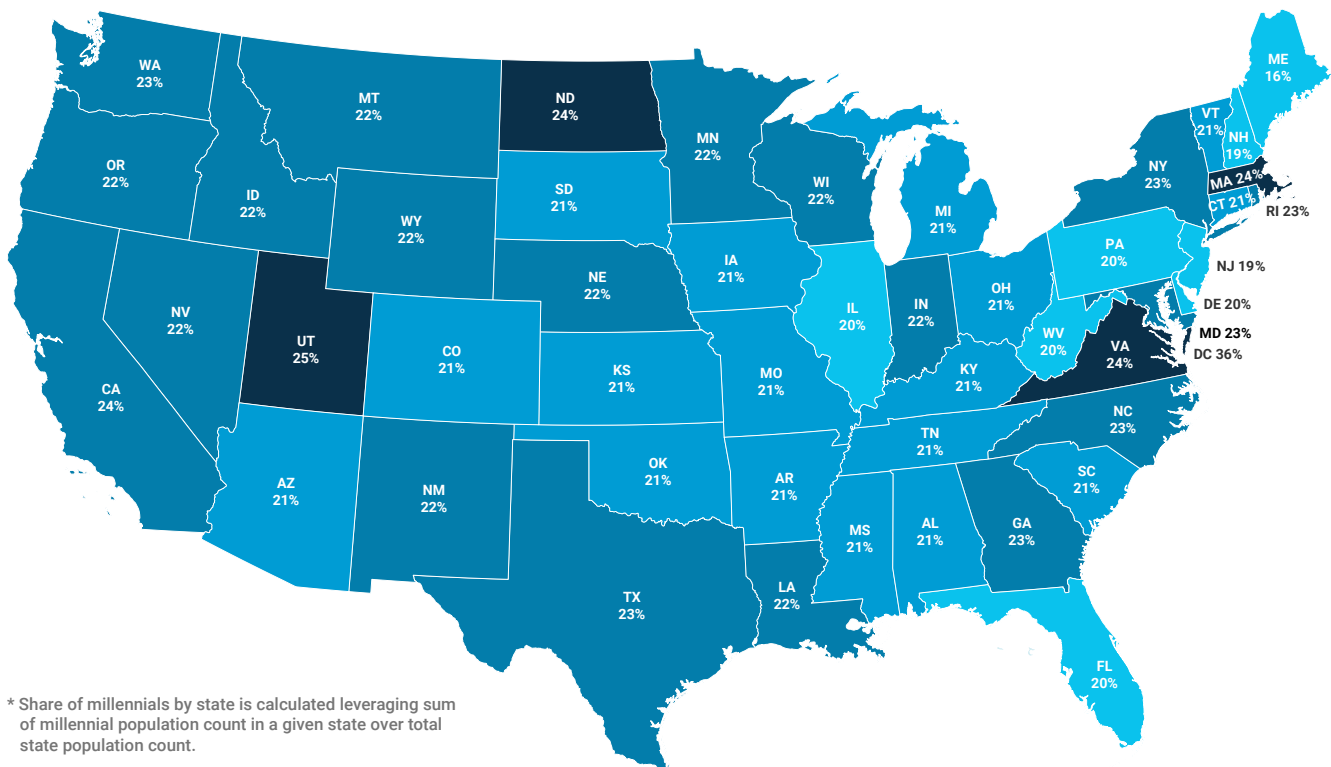 WA
23%
MT
22%
ND
24%
MN
22%
ME
16%
VT
21%
NH
19%
OR
22%
ID
22%
WY
22%
SD
21%
WI
22%
MI
21%
NY
23%
MA 24%
CT 21%
RI 23%
NV
22%
UT
25%
CO
21%
NE
22%
IA
21%
IL
20%
IN
22%
OH
21%
PA
20%
NJ 19%
DE 20%
MD 23%
DC 36%
WV
20%
VA
24%
CA
24%
KS
21%
MO
21%
KY
21%
NC
23%
TN
21%
AZ
21%
NM
22%
OK
21%
AR
21%
SC
21%
MS
21%
AL
21%
GA
23%
TX
23%
LA
22%
FL
20%
* Share of millennials by state is calculated leveraging sum
of millennial population count in a given state over total
state population count.